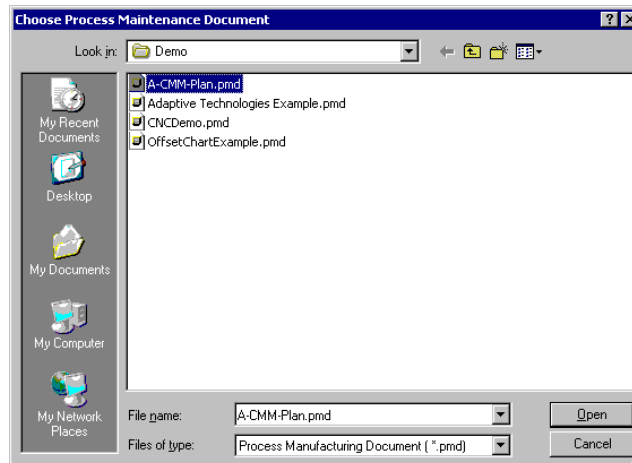 Choose Process Maintenance Document
Look in: Demo
A-CMM-Plan.pmd
Adaptive Technologies Example.pmd
CNCDemo.pmd
OffsetChartExample.pmd
My Recent
Documents
Desktop
My Documents
My Computer
My Network
Places
File name: A-CMM-Plan.pmd Open
Files of type: Process Manufacturing Document ( *.pmd) Cancel